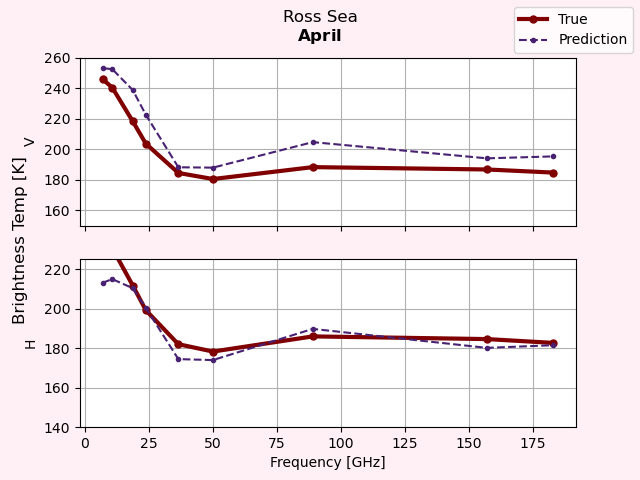 Ross Sea
April
True
Prediction
Brightness Temp [K]
V
260
240
220
200
180
160
H
220
200
180
160
140
0 25 50 75 100 125 150 175
Frequency [GHz]